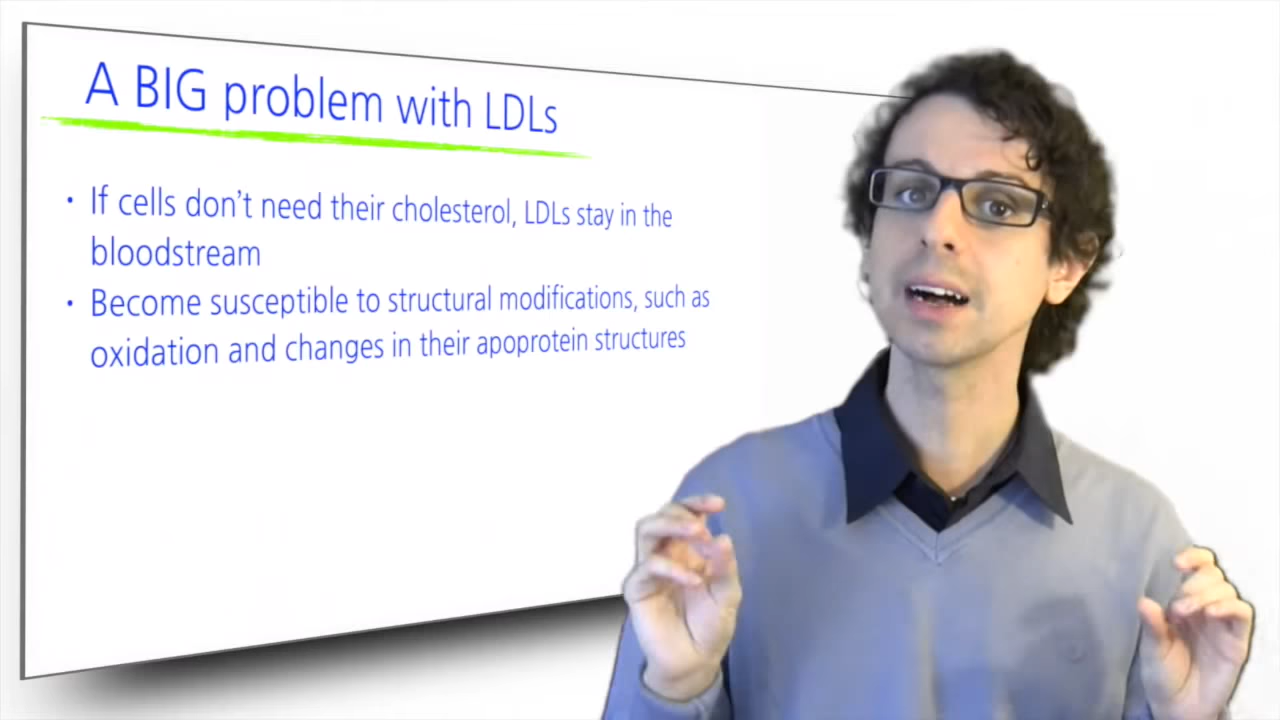 A BIG problem with LDLs
· If cells don't need their cholesterol, LDLs stay in the
bloodstream
· Become susceptible to structural modifications, such as
oxidation and changes in their apoprotein structures